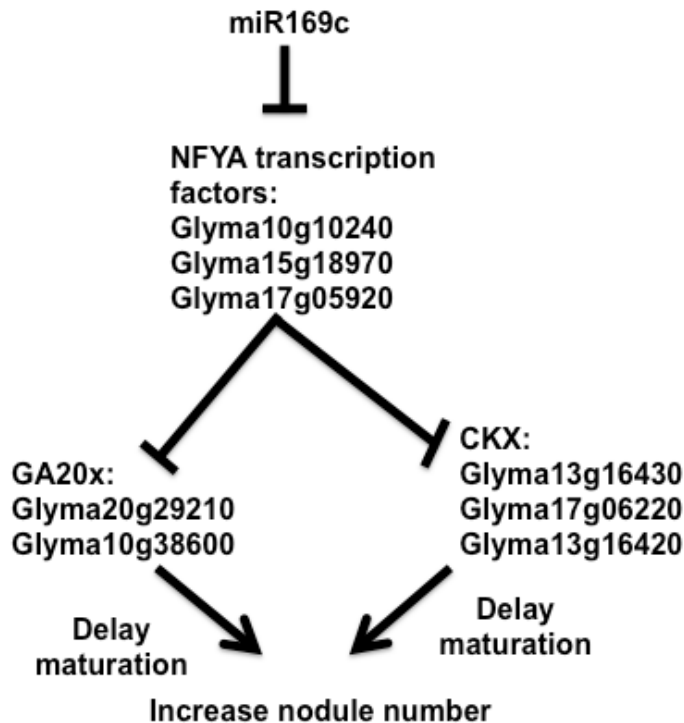 miR169c
NFYA transcription
factors:
Glyma10g10240
Glyma15g18970
Glyma17g05920
GA20x:
Glyma20g29210
Glyma10g38600
CKX:
Glyma13g16430
Glyma17g06220
Glyma13g16420
Delay
maturation
Delay
maturation
Increase nodule number